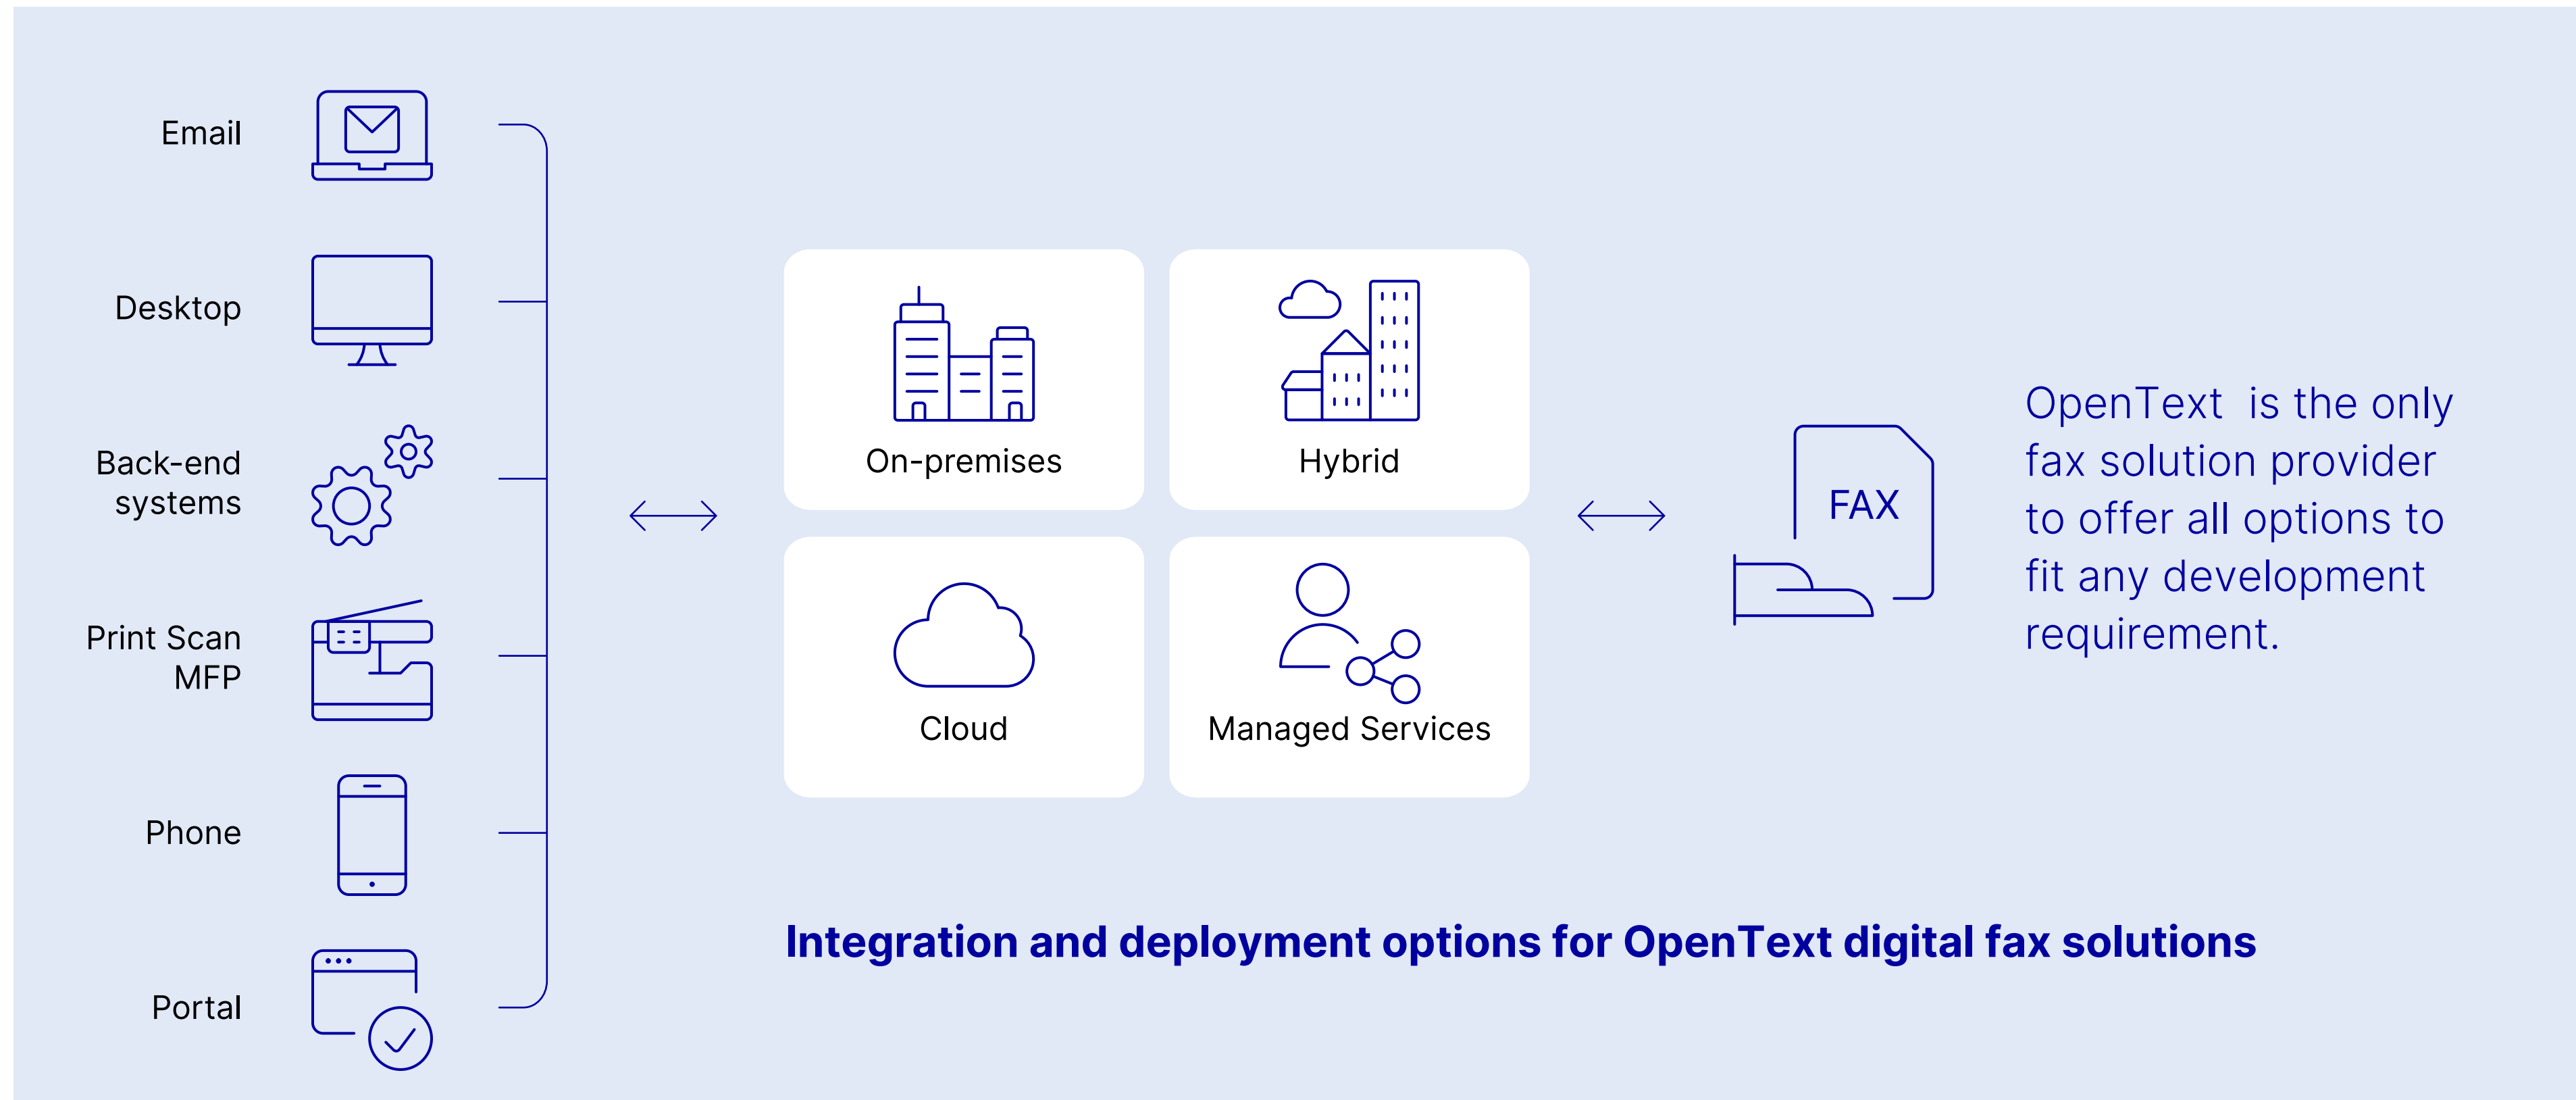 Email
Desktop
Back-end
systems
Print Scan
MFP
Phone
Portal
On-premises
Hybrid
Cloud
Managed Services
FAX
OpenText  is the only
fax solution provider
to offer all options to
fit any development
requirement.
Integration and deployment options for OpenText digital fax solutions